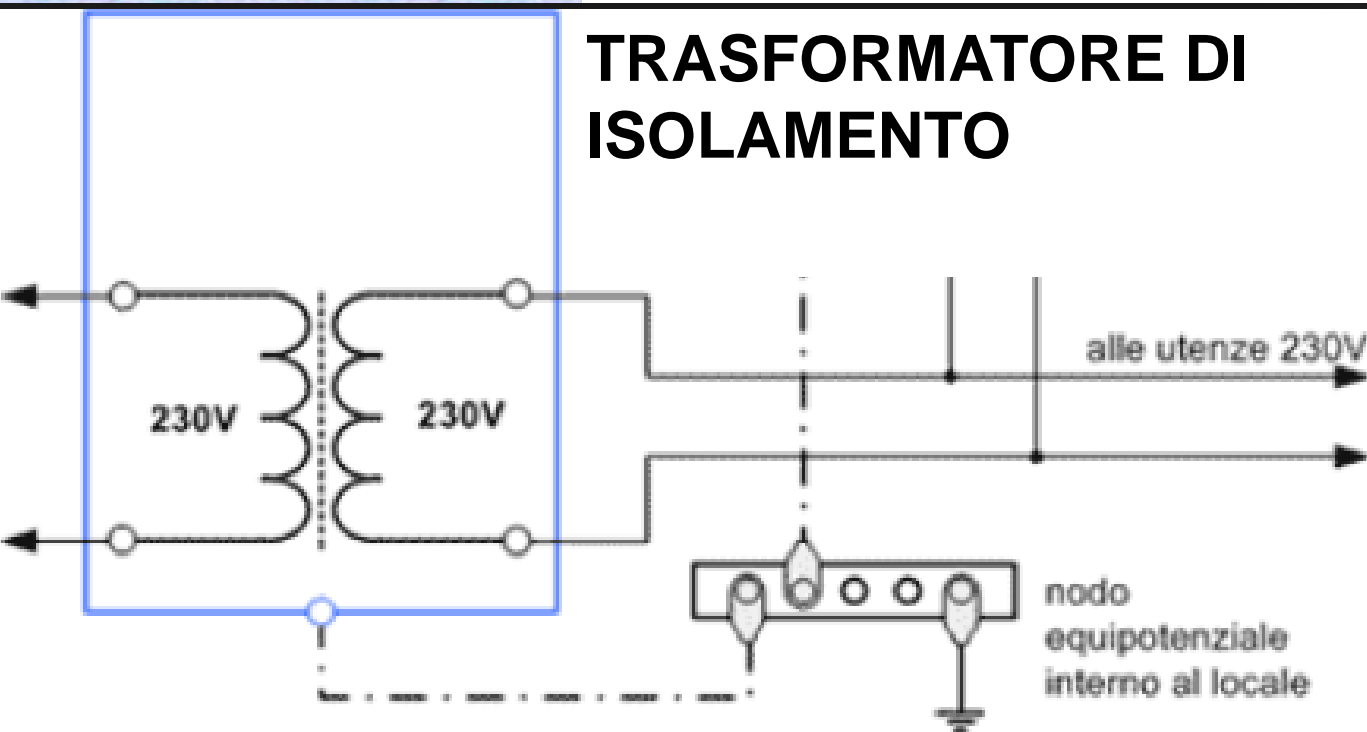 TRASFORMATORE DI
ISOLAMENTO
alle utenze 230V
230V
230V
nodo
equipotenziale
interno al locale